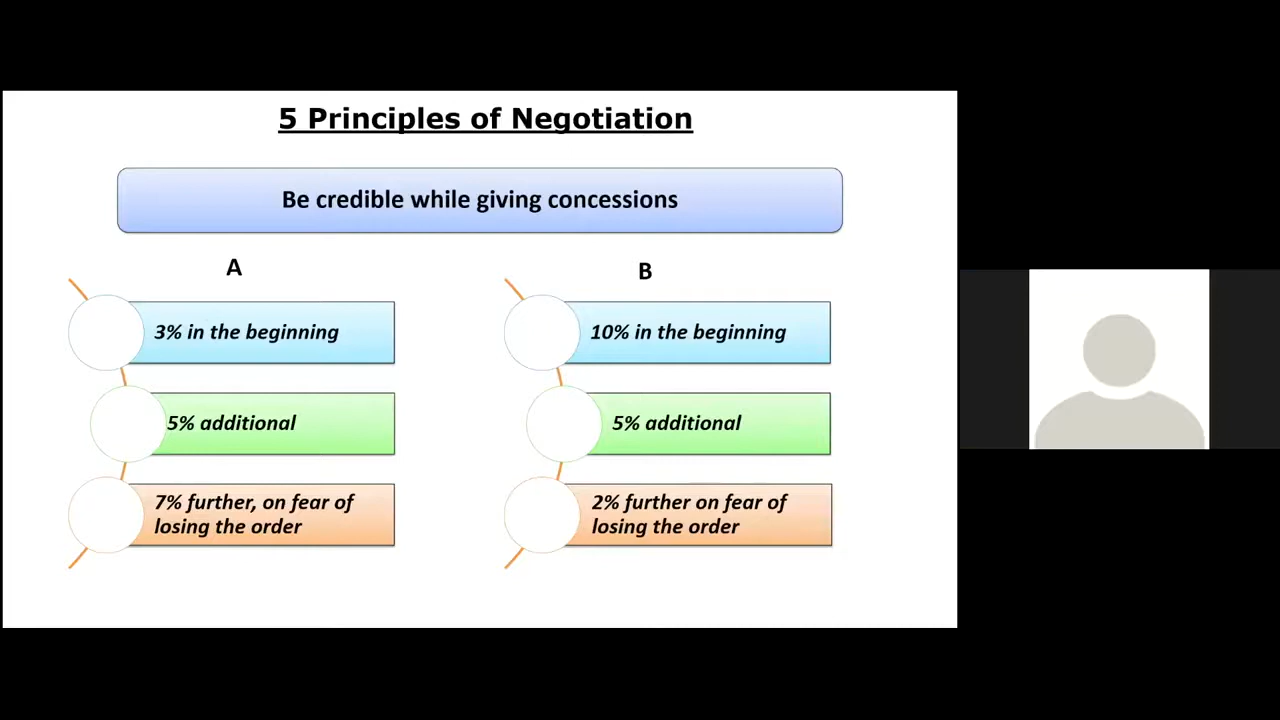 5 Principles of Negotiation
Be credible while giving concessions
A
3% in the beginning
5% additional
7% further, on fear of
losing the order
B
10% in the beginning
5% additional
2% further on fear of
losing the order